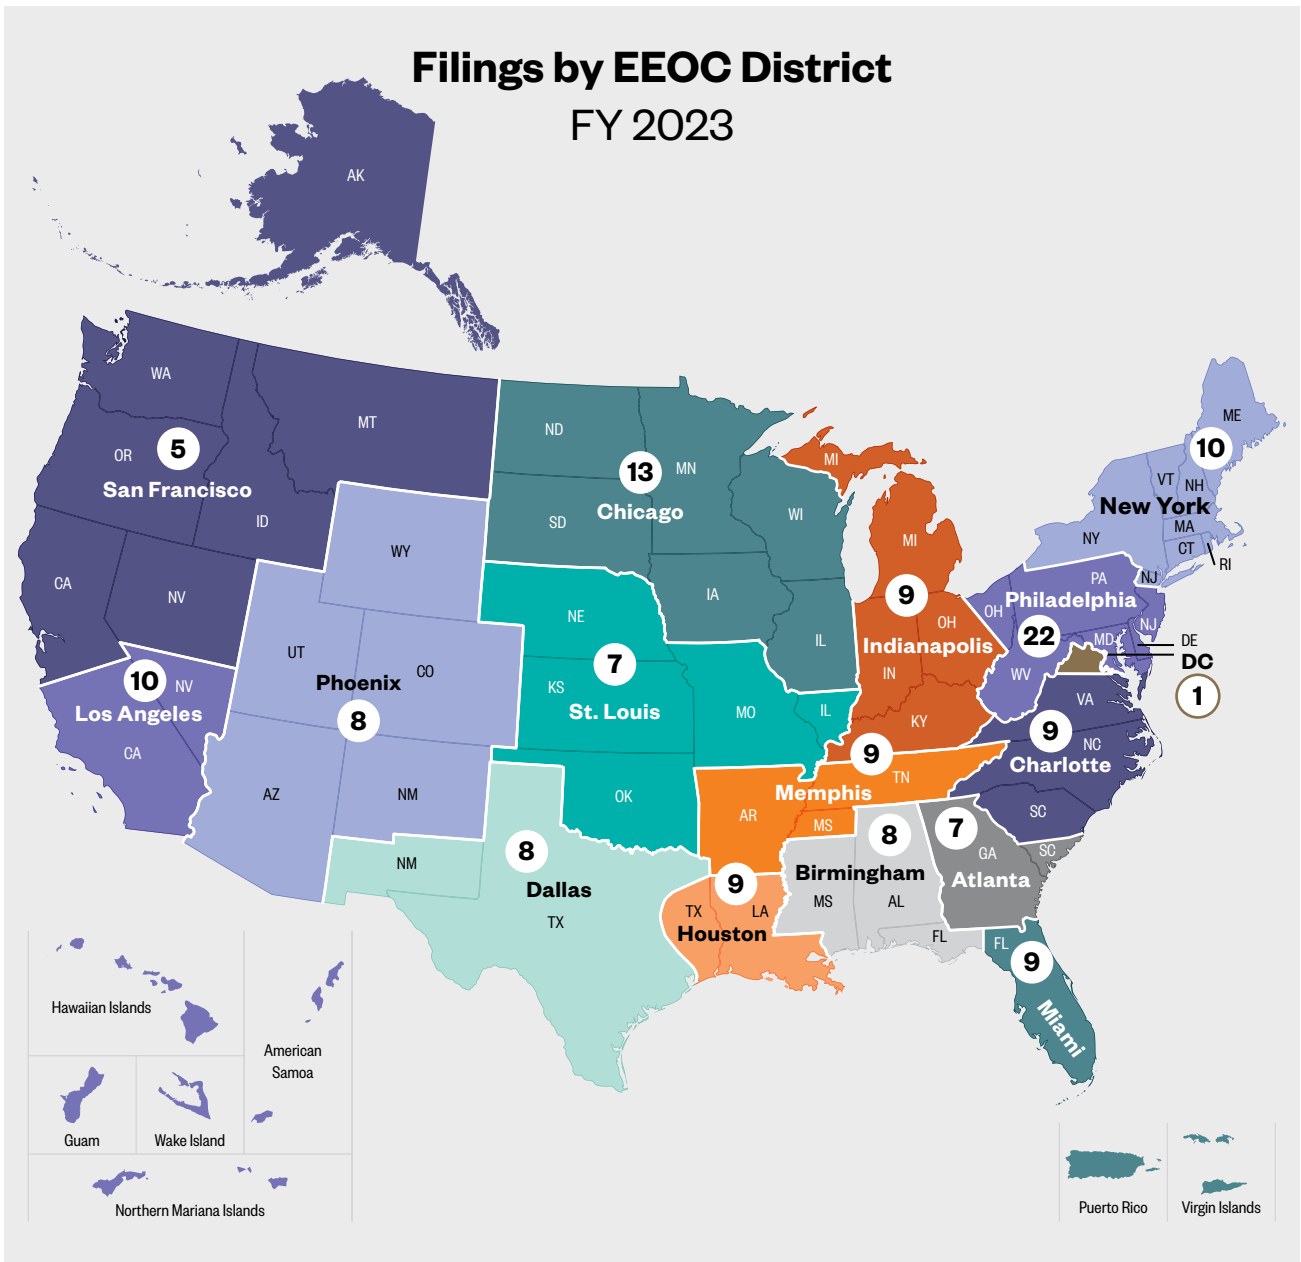 Filings by EEOC District
FY 2023
AK
WA
MT
OR
5
San Francisco
ID
CA
NV
WY
UT
CO
Phoenix
8
AZ
NM
10
NV
Los Angeles
CA
ND
MN
13
SD
Chicago
WI
IA
IL
NE
7
KS
St. Louis
MO
IL
OK
MI
MI
9
OH
Indianapolis
IN
KY
ME
10
VT
NH
New York
MA
NY
CT
RI
NJ
PA
OH
Philadelphia
NJ
22
MD
DE
WV
DC
1
VA
9
NC
Charlotte
SC
9
TN
Memphis
AR
MS
8
Birmingham
MS
AL
FL
7
GA
SC
Atlanta
NM
8
Dallas
TX
9
TX
LA
Houston
FL
9
Miami
Hawaiian Islands
American
Samoa
Guam
Wake Island
Northern Mariana Islands
Puerto Rico
Virgin Islands